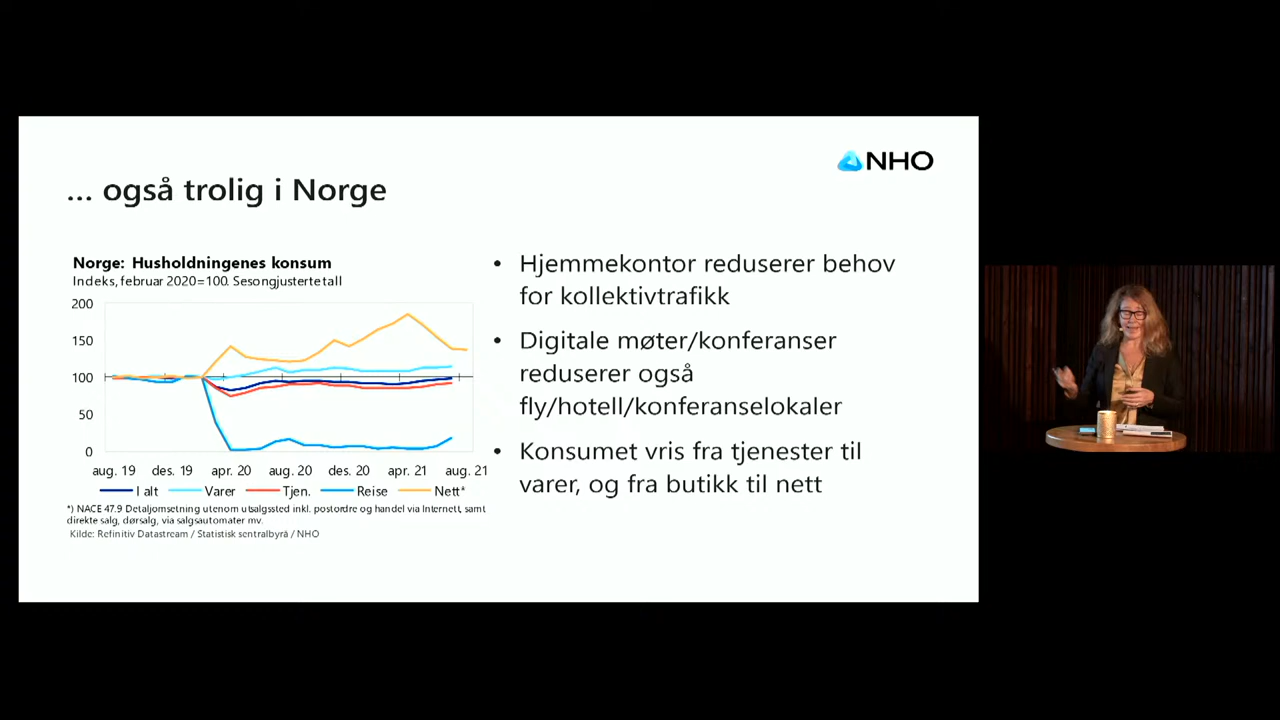 NHO
... også trolig i Norge
Norge: Husholdningenes konsum
Indeks, februar 2020=100. Sesongjusterte tall
200
150
100
50
0
aug. 19 des. 19 apr. 20 aug. 20 des. 20 apr. 21 aug. 21
I alt Varer Tjen. Reise Nett*
*) NACE 47.9 Detaljomsetning utenom utsalgssted inkl. postordre og handel via Internett, samt
direkte salg, dørsalg, via salgsautomater mv.
Kilde: Refinitiv Datastream / Statistisk sentralbyrå / NHO
• Hjemmekontor reduserer behov
for kollektivtrafikk
• Digitale møter/konferanser
reduserer også
fly/hotell/konferanselokaler
• Konsumet vris fra tjenester til
varer, og fra butikk til nett